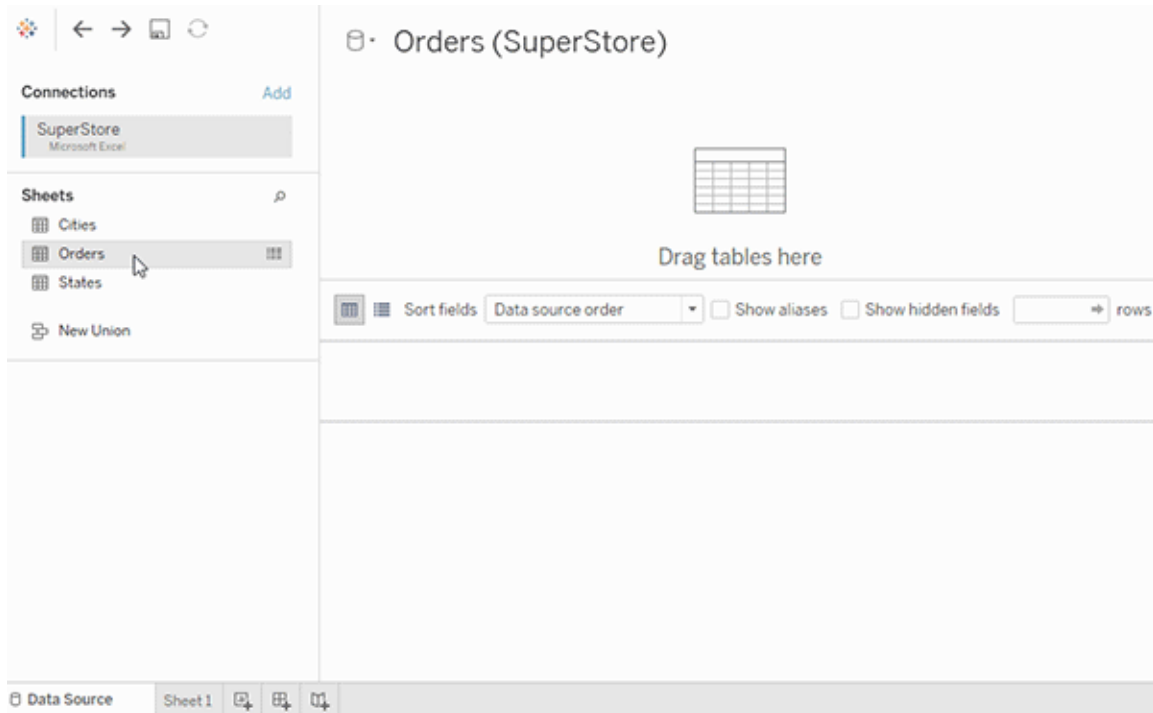 Orders (SuperStore)
Connections
Add
SuperStore
Microsoft Excel
Sheets
Cities
Orders
States
New Union
Drag tables here
Sort fields Data source order Show aliases Show hidden fields rows
Data Source Sheet 1